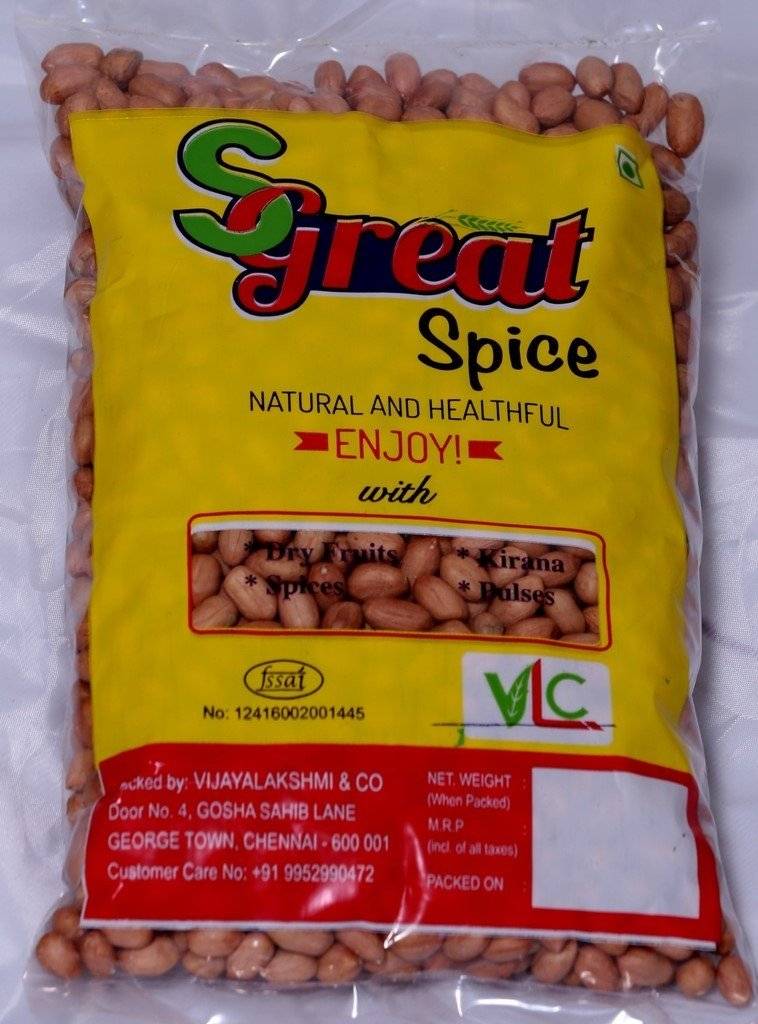 SGreat
Spice
NATURAL AND HEALTHFUL
ENJOY!
with
* Dry Fruits * Kirana
* Spices * Pulses
fssai
No: 12416002001445
VLC
by: VIJAYALAKSHMI & CO
Door No. 4, GOSHA SAHIB LANE
GEORGE TOWN, CHENNAI - 600 001
Customer Care No: +91 9952990472
NET. WEIGHT :
(When Packed)
M.R.P :
(incl. of all taxes)
PACKED ON :